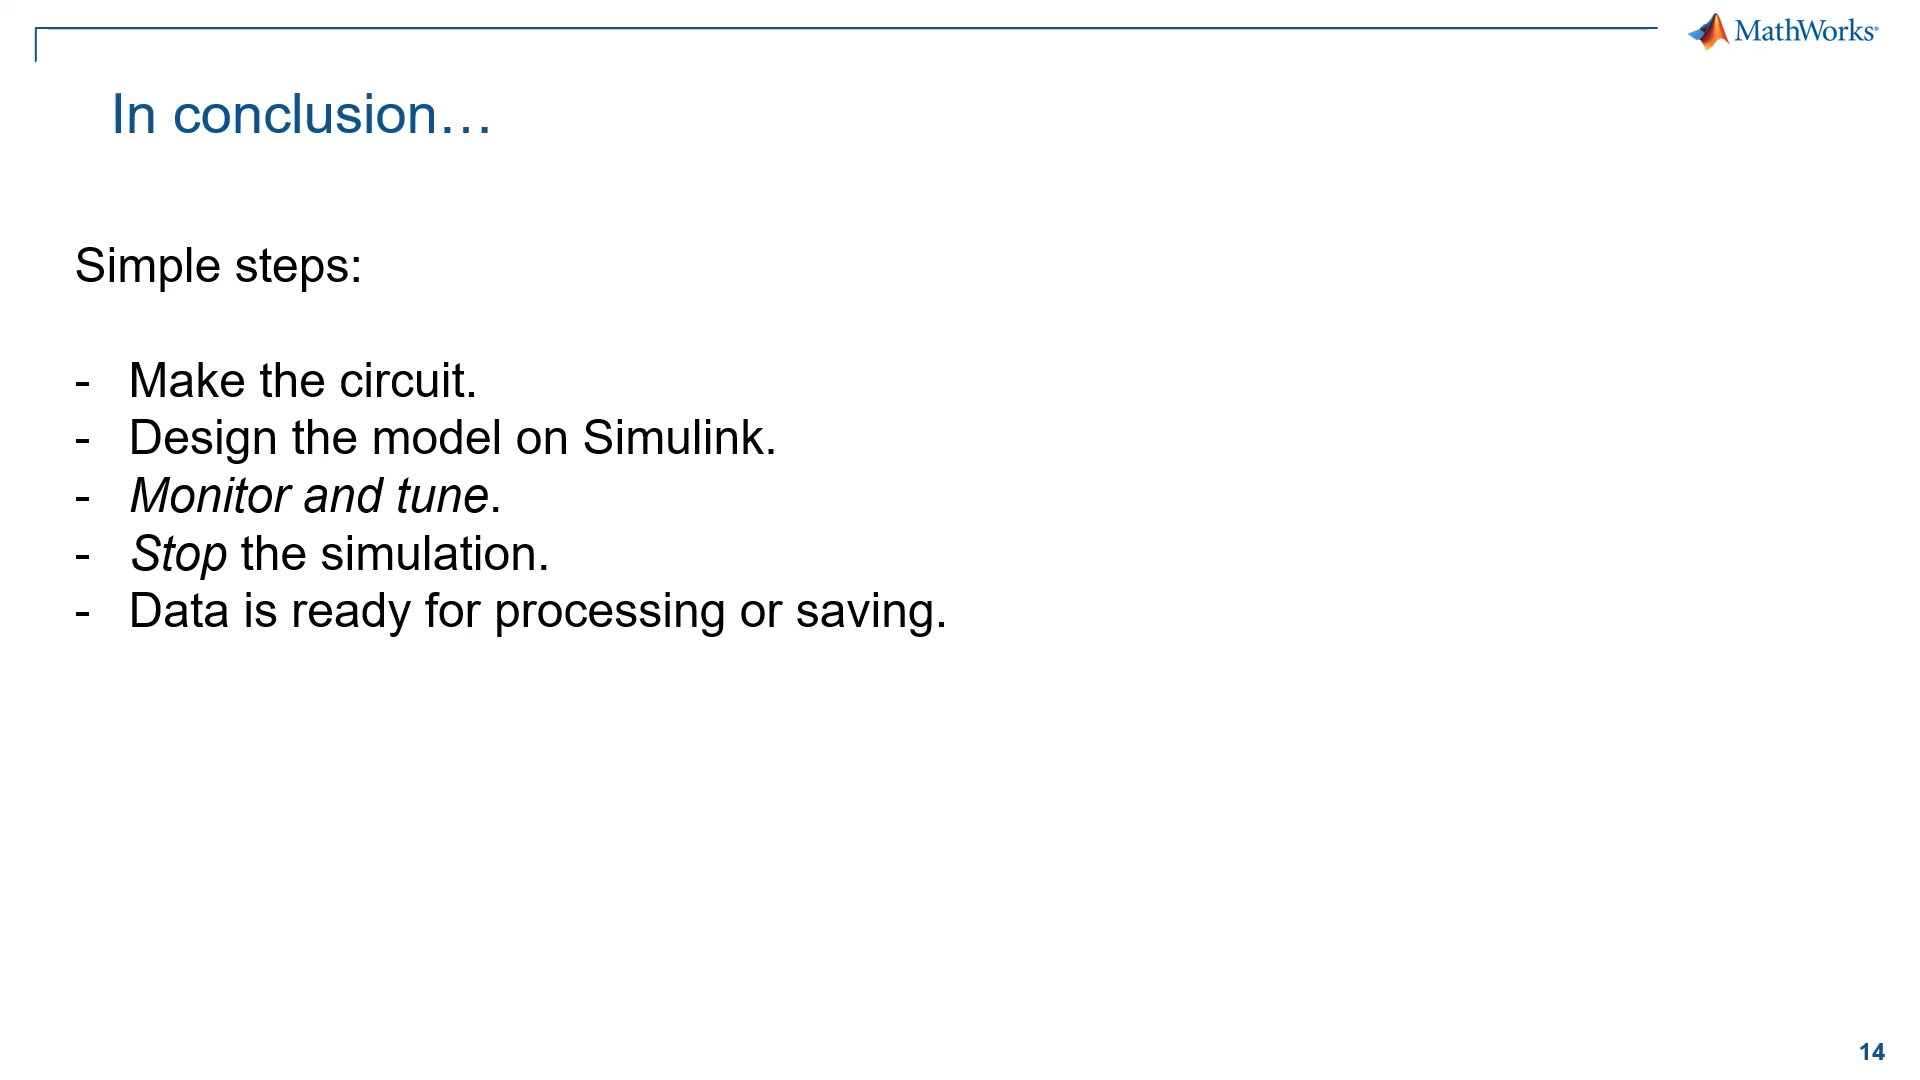 MathWorks®
In conclusion…
Simple steps:
- Make the circuit.
- Design the model on Simulink.
- Monitor and tune.
- Stop the simulation.
- Data is ready for processing or saving.
14